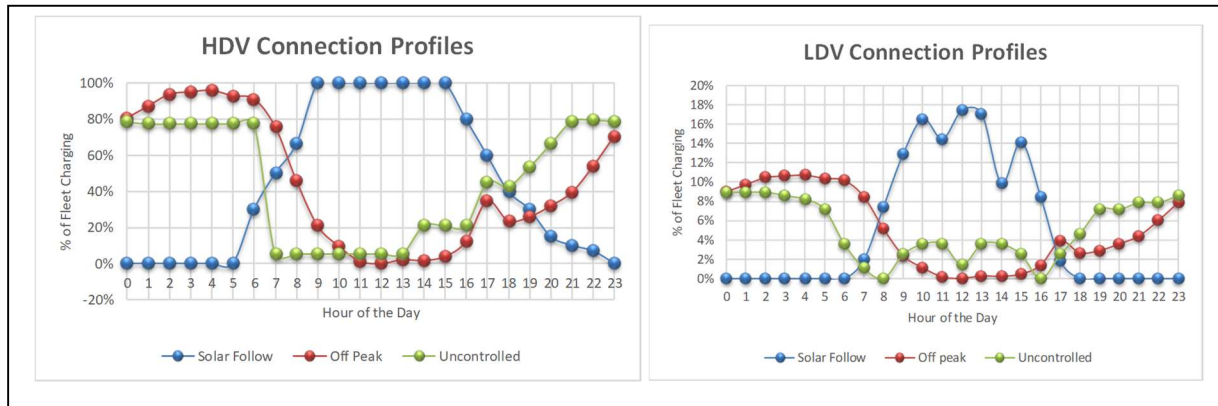 HDV Connection Profiles
100%
80%
60%
40%
20%
0%
-20%
% of Fleet Charging
0 1 2 3 4 5 6 7 8 9 10 11 12 13 14 15 16 17 18 19 20 21 22 23
Hour of the Day
Solar Follow Off Peak Uncontrolled
LDV Connection Profiles
20%
18%
16%
14%
12%
10%
8%
6%
4%
2%
0%
% of Fleet Charging
0 1 2 3 4 5 6 7 8 9 10 11 12 13 14 15 16 17 18 19 20 21 22 23
Hour of the Day
Solar Follow Off peak Uncontrolled